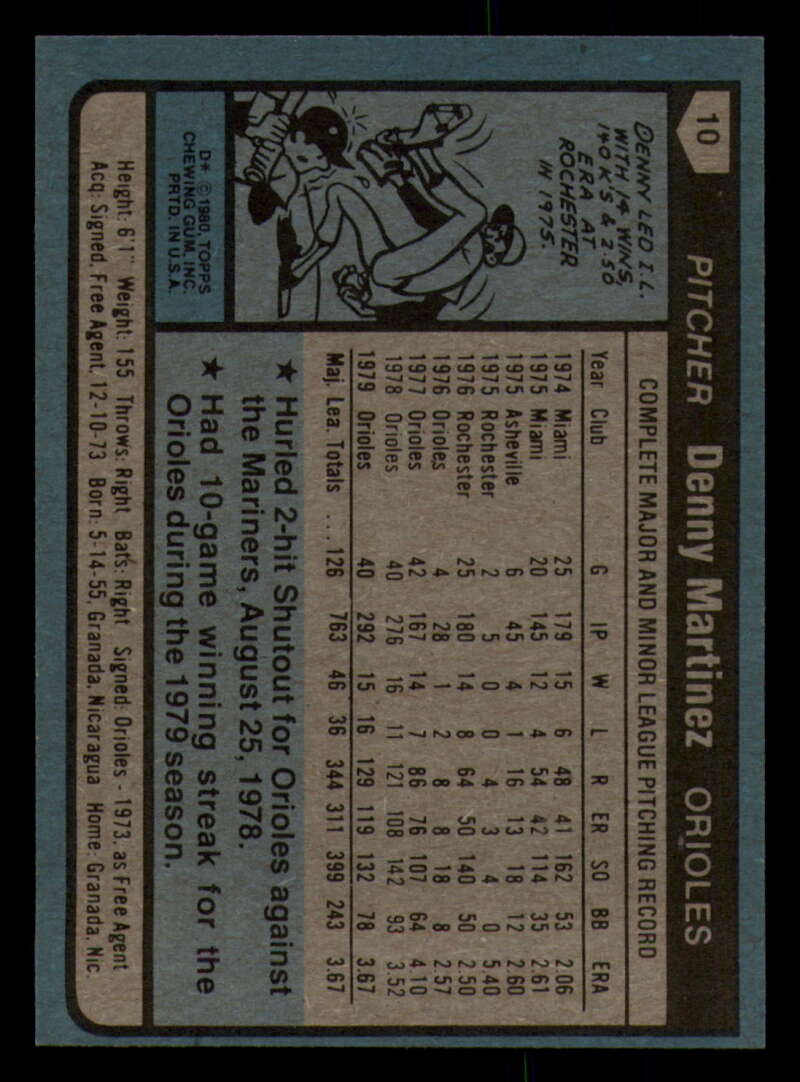 10 PITCHER Denny Martinez ORIOLES
COMPLETE MAJOR AND MINOR LEAGUE PITCHING RECORD
Year Club G IP W L R ER SO BB ERA
1974 Miami 25 179 15 6 48 41 162 53 2.06
1975 Miami 20 145 12 4 54 42 114 35 2.61
1975 Asheville 6 45 4 1 16 13 18 12 2.60
1975 Rochester 2 5 0 0 4 3 4 0 5.40
1976 Rochester 25 180 14 8 64 50 140 50 2.50
1976 Orioles 4 28 1 2 8 8 18 8 2.57
1977 Orioles 42 167 14 7 86 76 107 64 4.10
1978 Orioles 40 276 16 11 121 108 142 93 3.52
1979 Orioles 40 292 15 16 129 119 132 78 3.67
Maj. Lea. Totals ... 126 763 46 36 344 311 399 243 3.67
DENNY LED I.L.
WITH 14 WINS,
140 K'S & 2.50
ERA AT
ROCHESTER
IN 1975.
D* © 1980, TOPPS
CHEWING GUM, INC.
PRTD. IN U.S.A.
★ Hurled 2-hit Shutout for Orioles against
the Mariners, August 25, 1978.
★ Had 10-game winning streak for the
Orioles during the 1979 season.
Height: 6'1" Weight: 155 Throws: Right Bats: Right Signed: Orioles - 1973, as Free Agent
Acq: Signed, Free Agent, 12-10-73 Born: 5-14-55, Granada, Nicaragua Home: Granada, Nic.